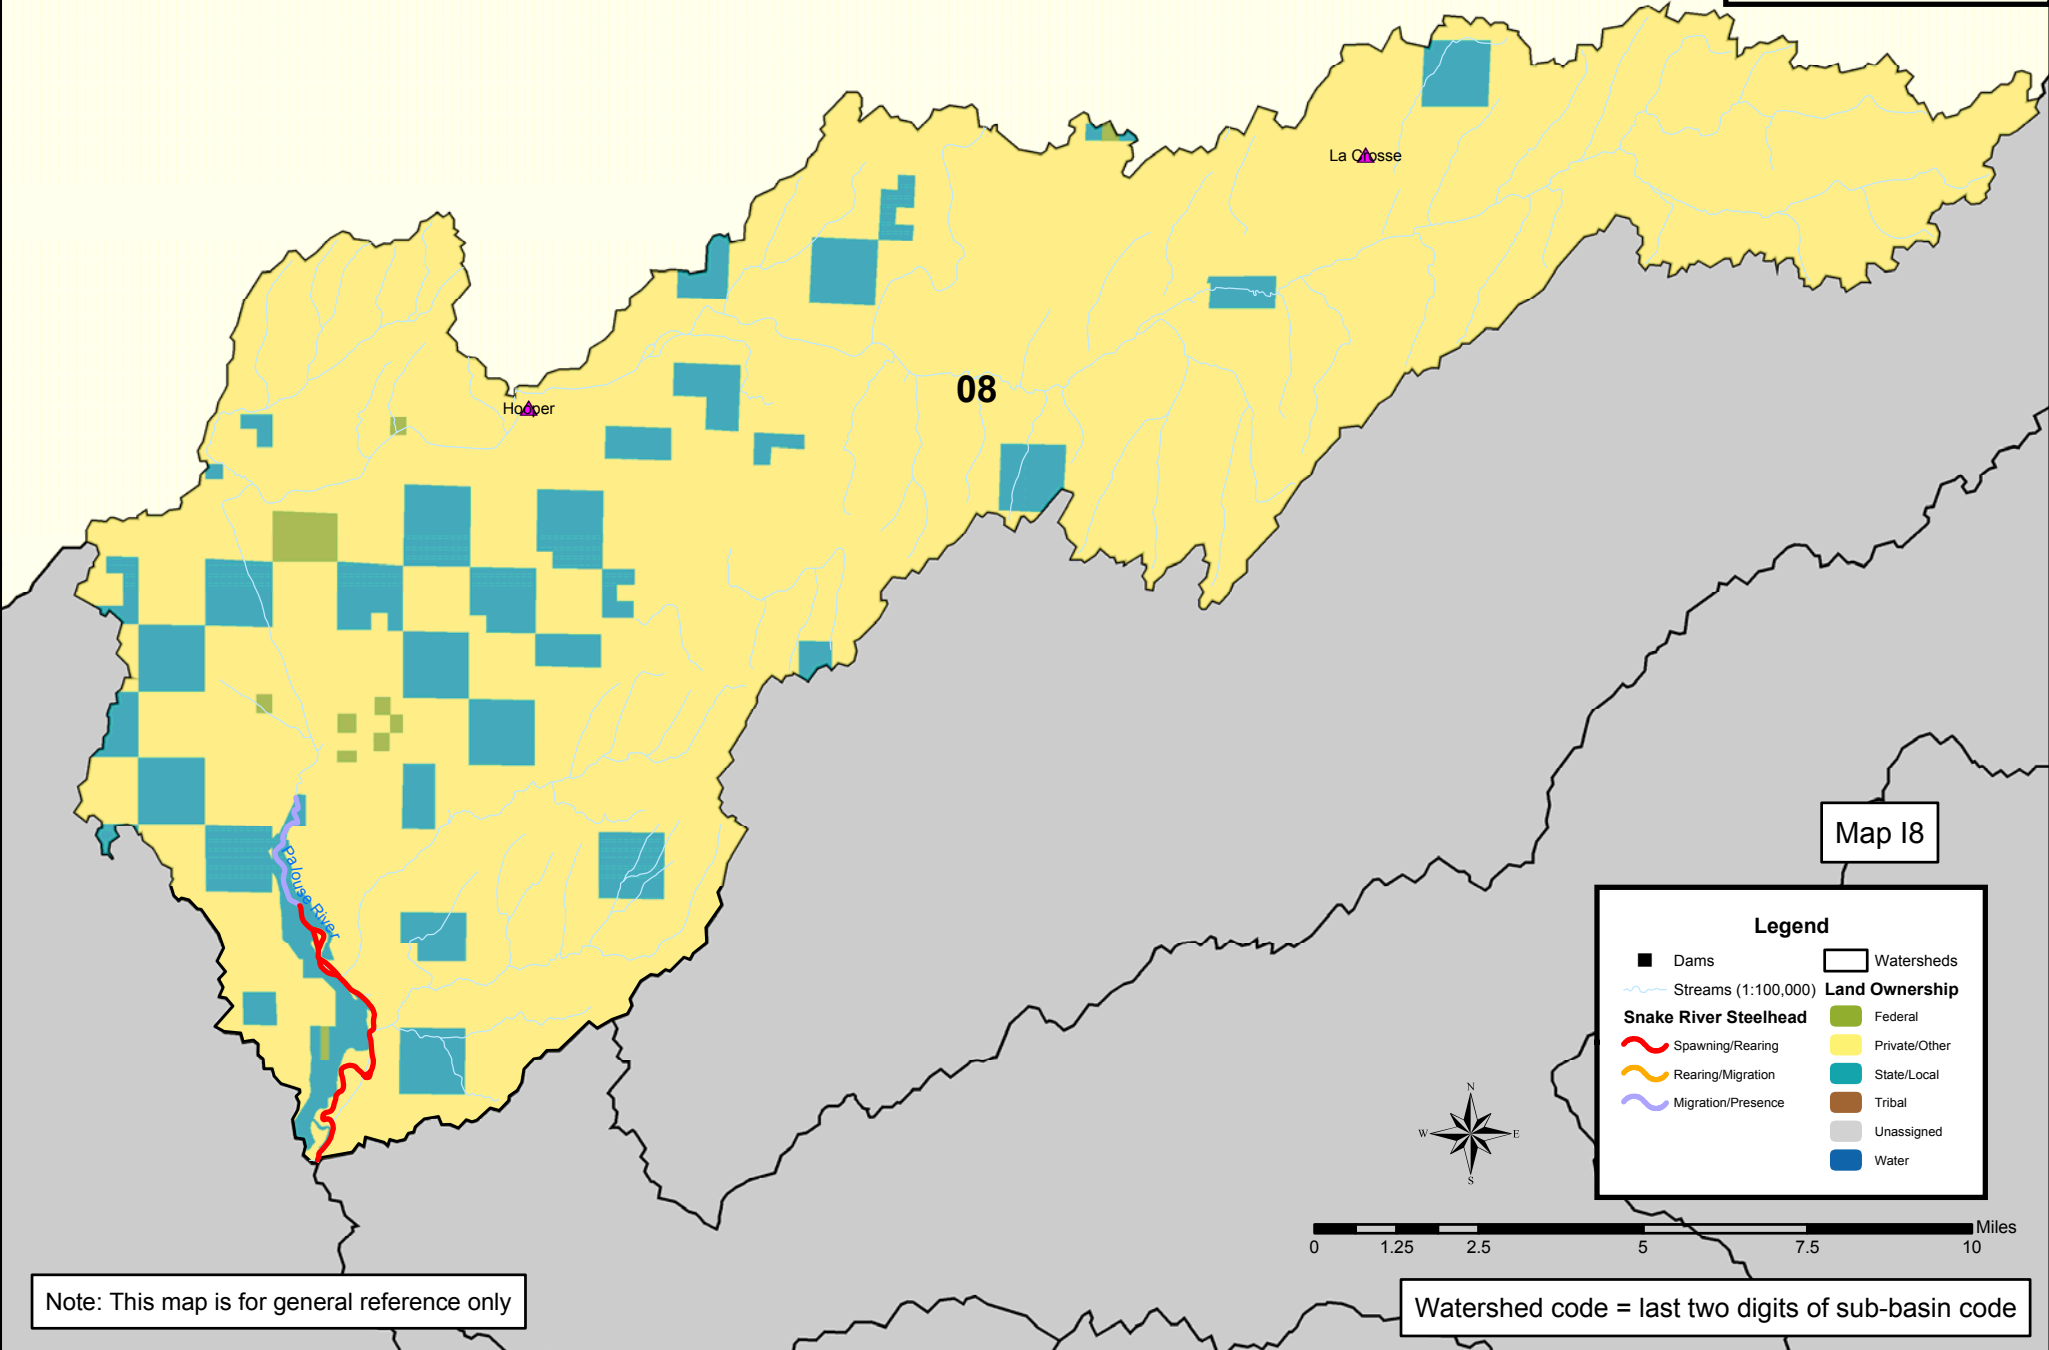 La Crosse
08
Hooper
Palouse River
Map I8
Legend
Dams
Watersheds
Streams (1:100,000)
Land Ownership
Snake River Steelhead
Federal
Spawning/Rearing
Private/Other
Rearing/Migration
State/Local
Migration/Presence
Tribal
Unassigned
Water
N
W
E
S
Miles
0 1.25 2.5 5 7.5 10
Note: This map is for general reference only
Watershed code = last two digits of sub-basin code